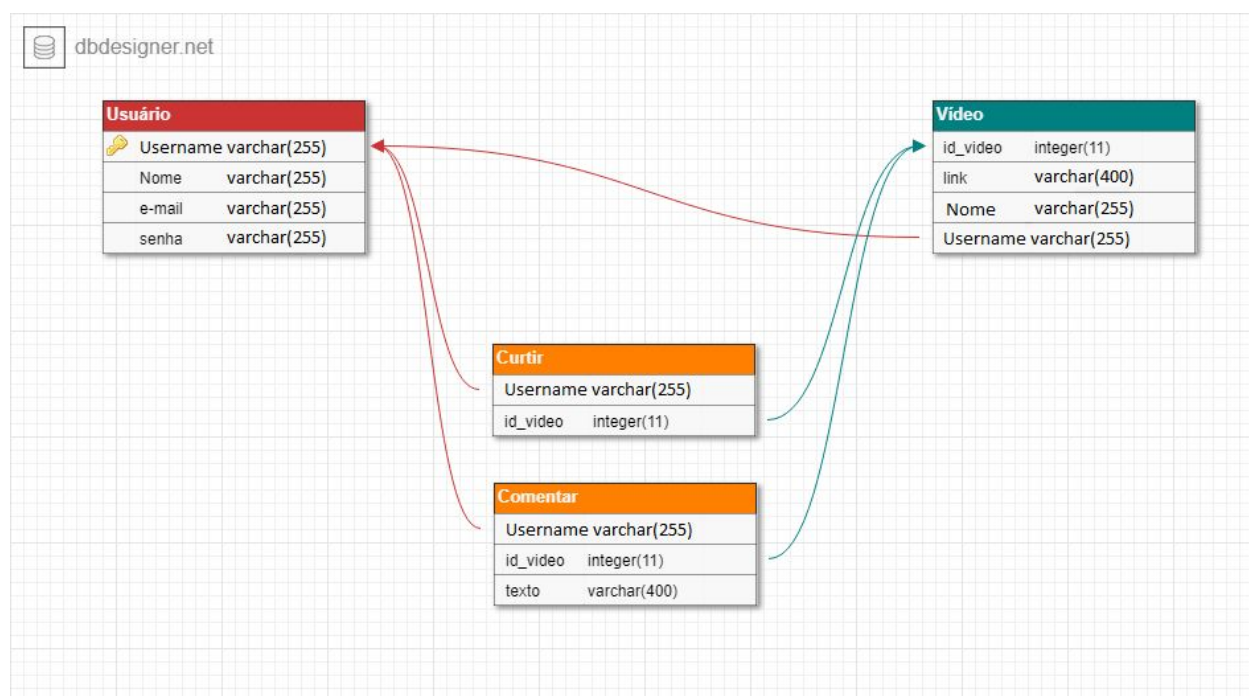 dbdesigner.net
Usuário
Username varchar(255)
Nome varchar(255)
e-mail varchar(255)
senha varchar(255)
Vídeo
id_video integer(11)
link varchar(400)
Nome varchar(255)
Username varchar(255)
Curtir
Username varchar(255)
id_video integer(11)
Comentar
Username varchar(255)
id_video integer(11)
texto varchar(400)